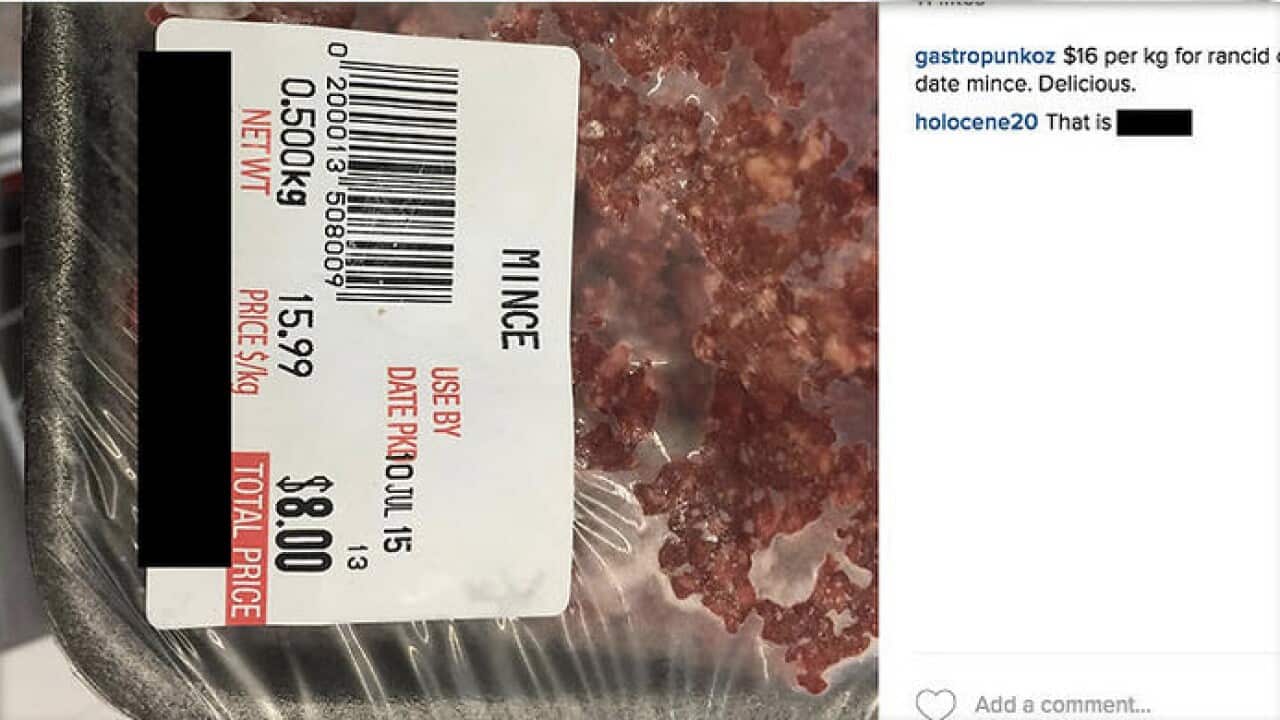 MINCE
USE BY
DATE PKD 10 JUL 15
0 200013 508009
13
0.500kg 15.99 $8.00
NET WT PRICE $/kg TOTAL PRICE
gastropunkoz $16 per kg for rancid
date mince. Delicious.
holocene20 That is
Add a comment...